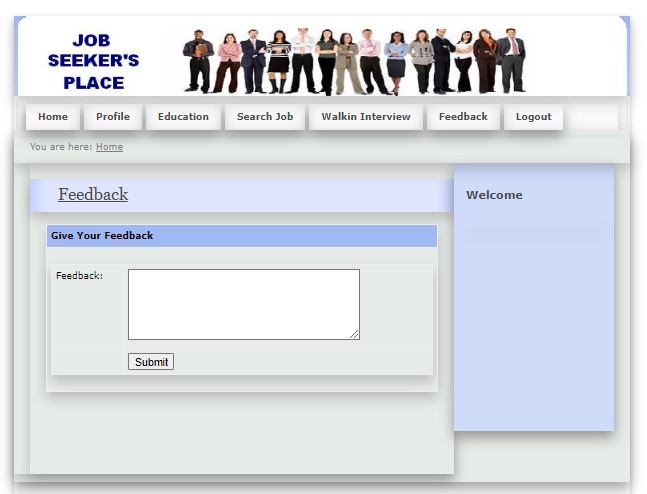 JOB
SEEKER'S
PLACE
Home Profile Education Search Job Walkin Interview Feedback Logout
You are here: Home
Feedback
Welcome
Give Your Feedback
Feedback:
Submit